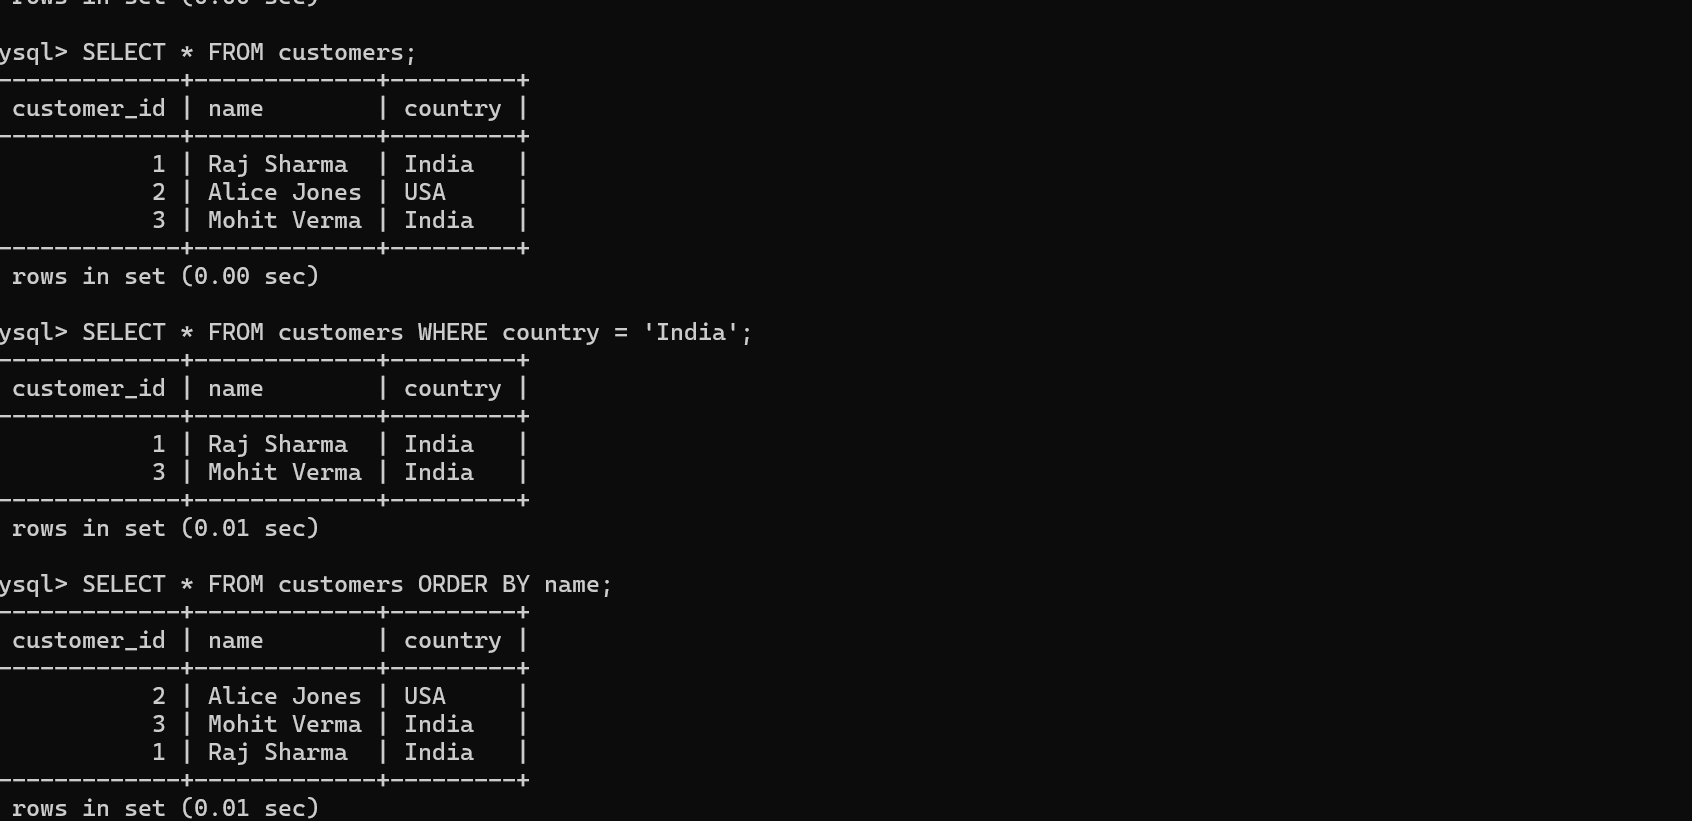 rows in set (0.00 sec)
ysql> SELECT * FROM customers;
-------------+-------------+---------+
customer_id | name        | country |
-------------+-------------+---------+
          1 | Raj Sharma  | India   |
          2 | Alice Jones | USA     |
          3 | Mohit Verma | India   |
-------------+-------------+---------+
rows in set (0.00 sec)
ysql> SELECT * FROM customers WHERE country = 'India';
-------------+-------------+---------+
customer_id | name        | country |
-------------+-------------+---------+
          1 | Raj Sharma  | India   |
          3 | Mohit Verma | India   |
-------------+-------------+---------+
rows in set (0.01 sec)
ysql> SELECT * FROM customers ORDER BY name;
-------------+-------------+---------+
customer_id | name        | country |
-------------+-------------+---------+
          2 | Alice Jones | USA     |
          3 | Mohit Verma | India   |
          1 | Raj Sharma  | India   |
-------------+-------------+---------+
rows in set (0.01 sec)